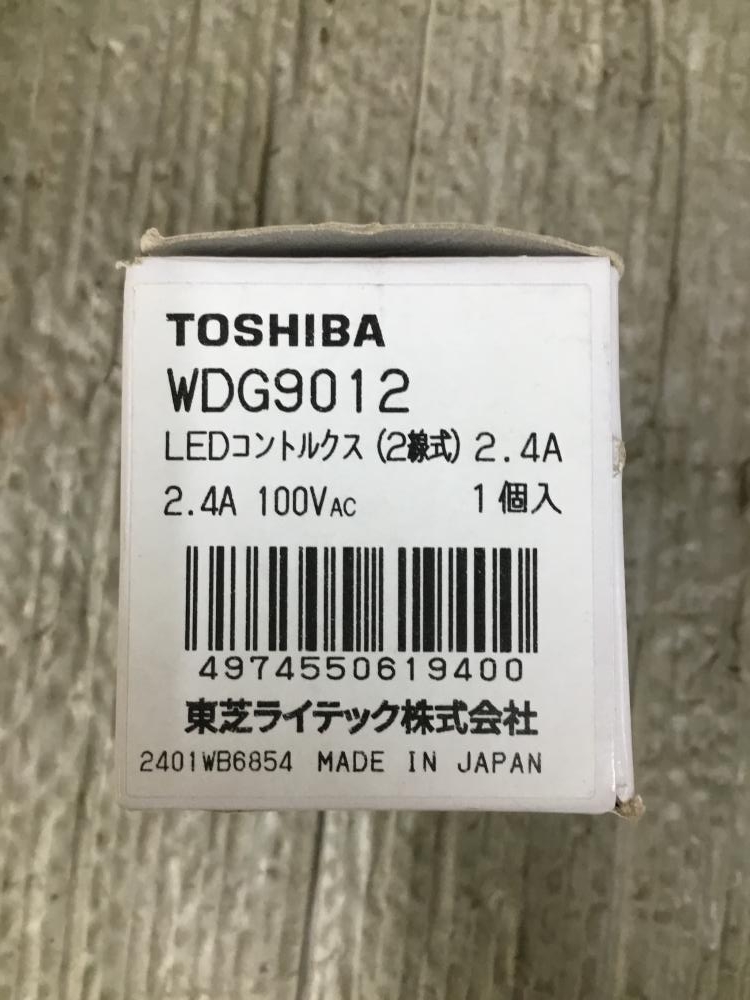 TOSHIBA
WDG9012
LEDコントルクス(2線式) 2.4A
2.4A 100VAC 1個入
4974550619400
東芝ライテック株式会社
2401WB6854 MADE IN JAPAN